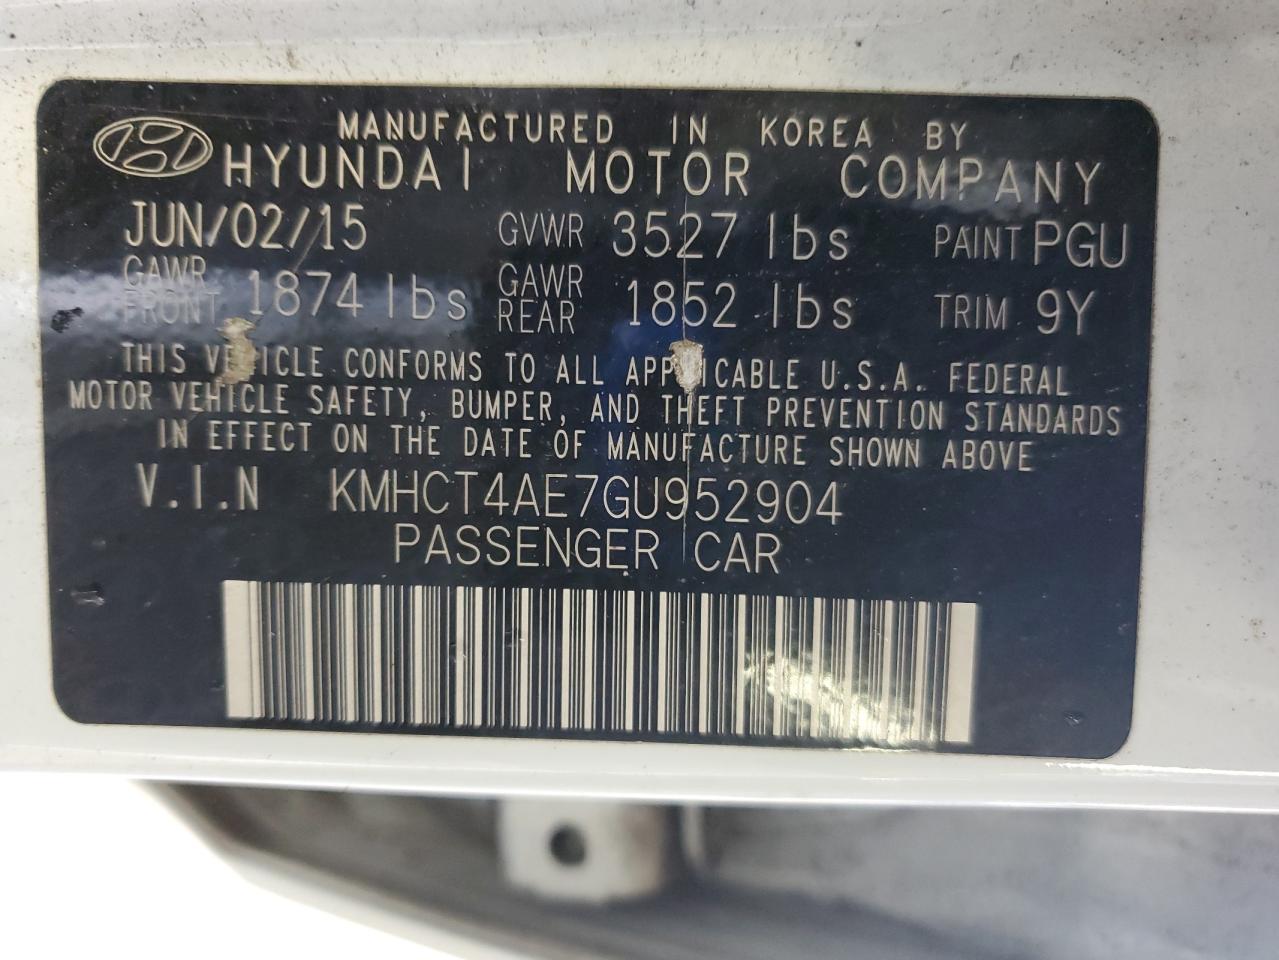 MANUFACTURED IN KOREA BY
HYUNDAI MOTOR COMPANY
JUN/02/15 GVWR 3527 lbs PAINT PGU
GAWR FRONT 1874 lbs GAWR REAR 1852 lbs TRIM 9Y
THIS VEHICLE CONFORMS TO ALL APPLICABLE U.S.A. FEDERAL
MOTOR VEHICLE SAFETY, BUMPER, AND THEFT PREVENTION STANDARDS
IN EFFECT ON THE DATE OF MANUFACTURE SHOWN ABOVE
V.I.N KMHCT4AE7GU952904
PASSENGER CAR